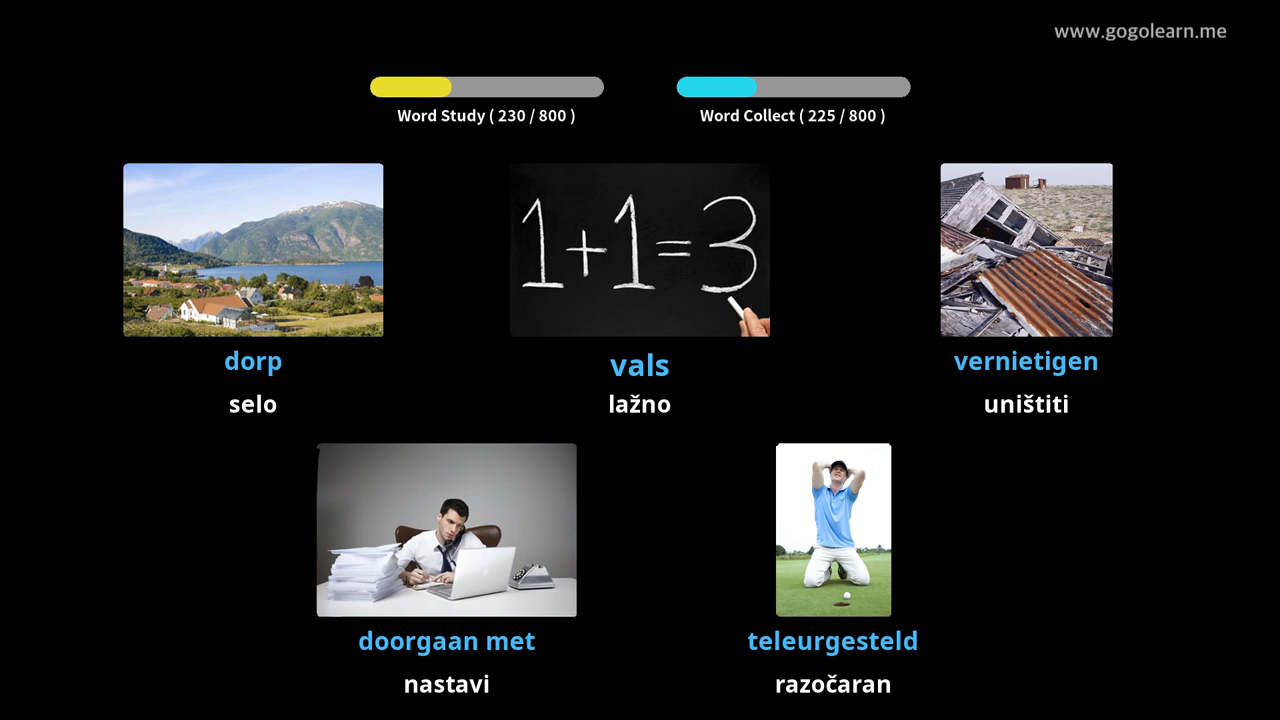 www.gogolearn.me
Word Study ( 230 / 800 )
Word Collect ( 225 / 800 )
1+1=3
dorp
selo
vals
lažno
vernietigen
uništiti
doorgaan met
nastavi
teleurgesteld
razočaran